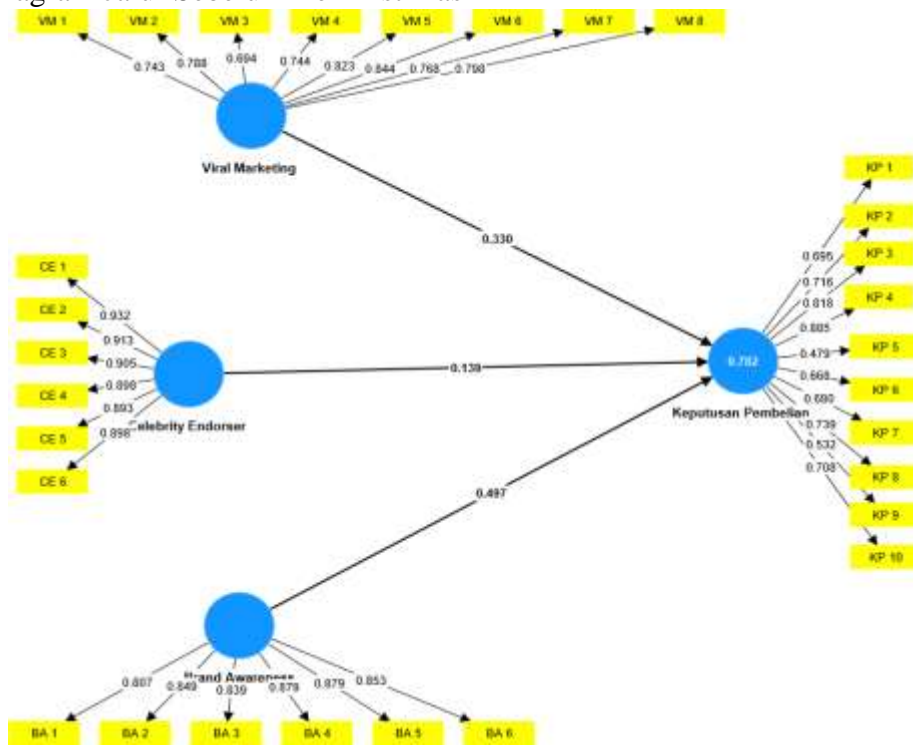 VM 1 VM 2 VM 3 VM 4 VM 5 VM 6 VM 7 VM 8
0.743 0.788 0.694 0.744 0.823 0.844 0.768 0.798
Viral Marketing
0.330
CE 1
CE 2
CE 3
CE 4
CE 5
CE 6
0.932
0.913
0.905
0.898
0.893
0.898
elebrity Endorser
0.139
KP 1
KP 2
KP 3
KP 4
KP 5
KP 6
KP 7
KP 8
KP 9
KP 10
0.695
0.716
0.818
0.885
0.479
0.668
0.680
0.739
0.532
0.708
0.782
Keputusan Pembelian
0.497
Brand Awareness
0.807 0.849 0.839 0.879 0.879 0.853
BA 1 BA 2 BA 3 BA 4 BA 5 BA 6